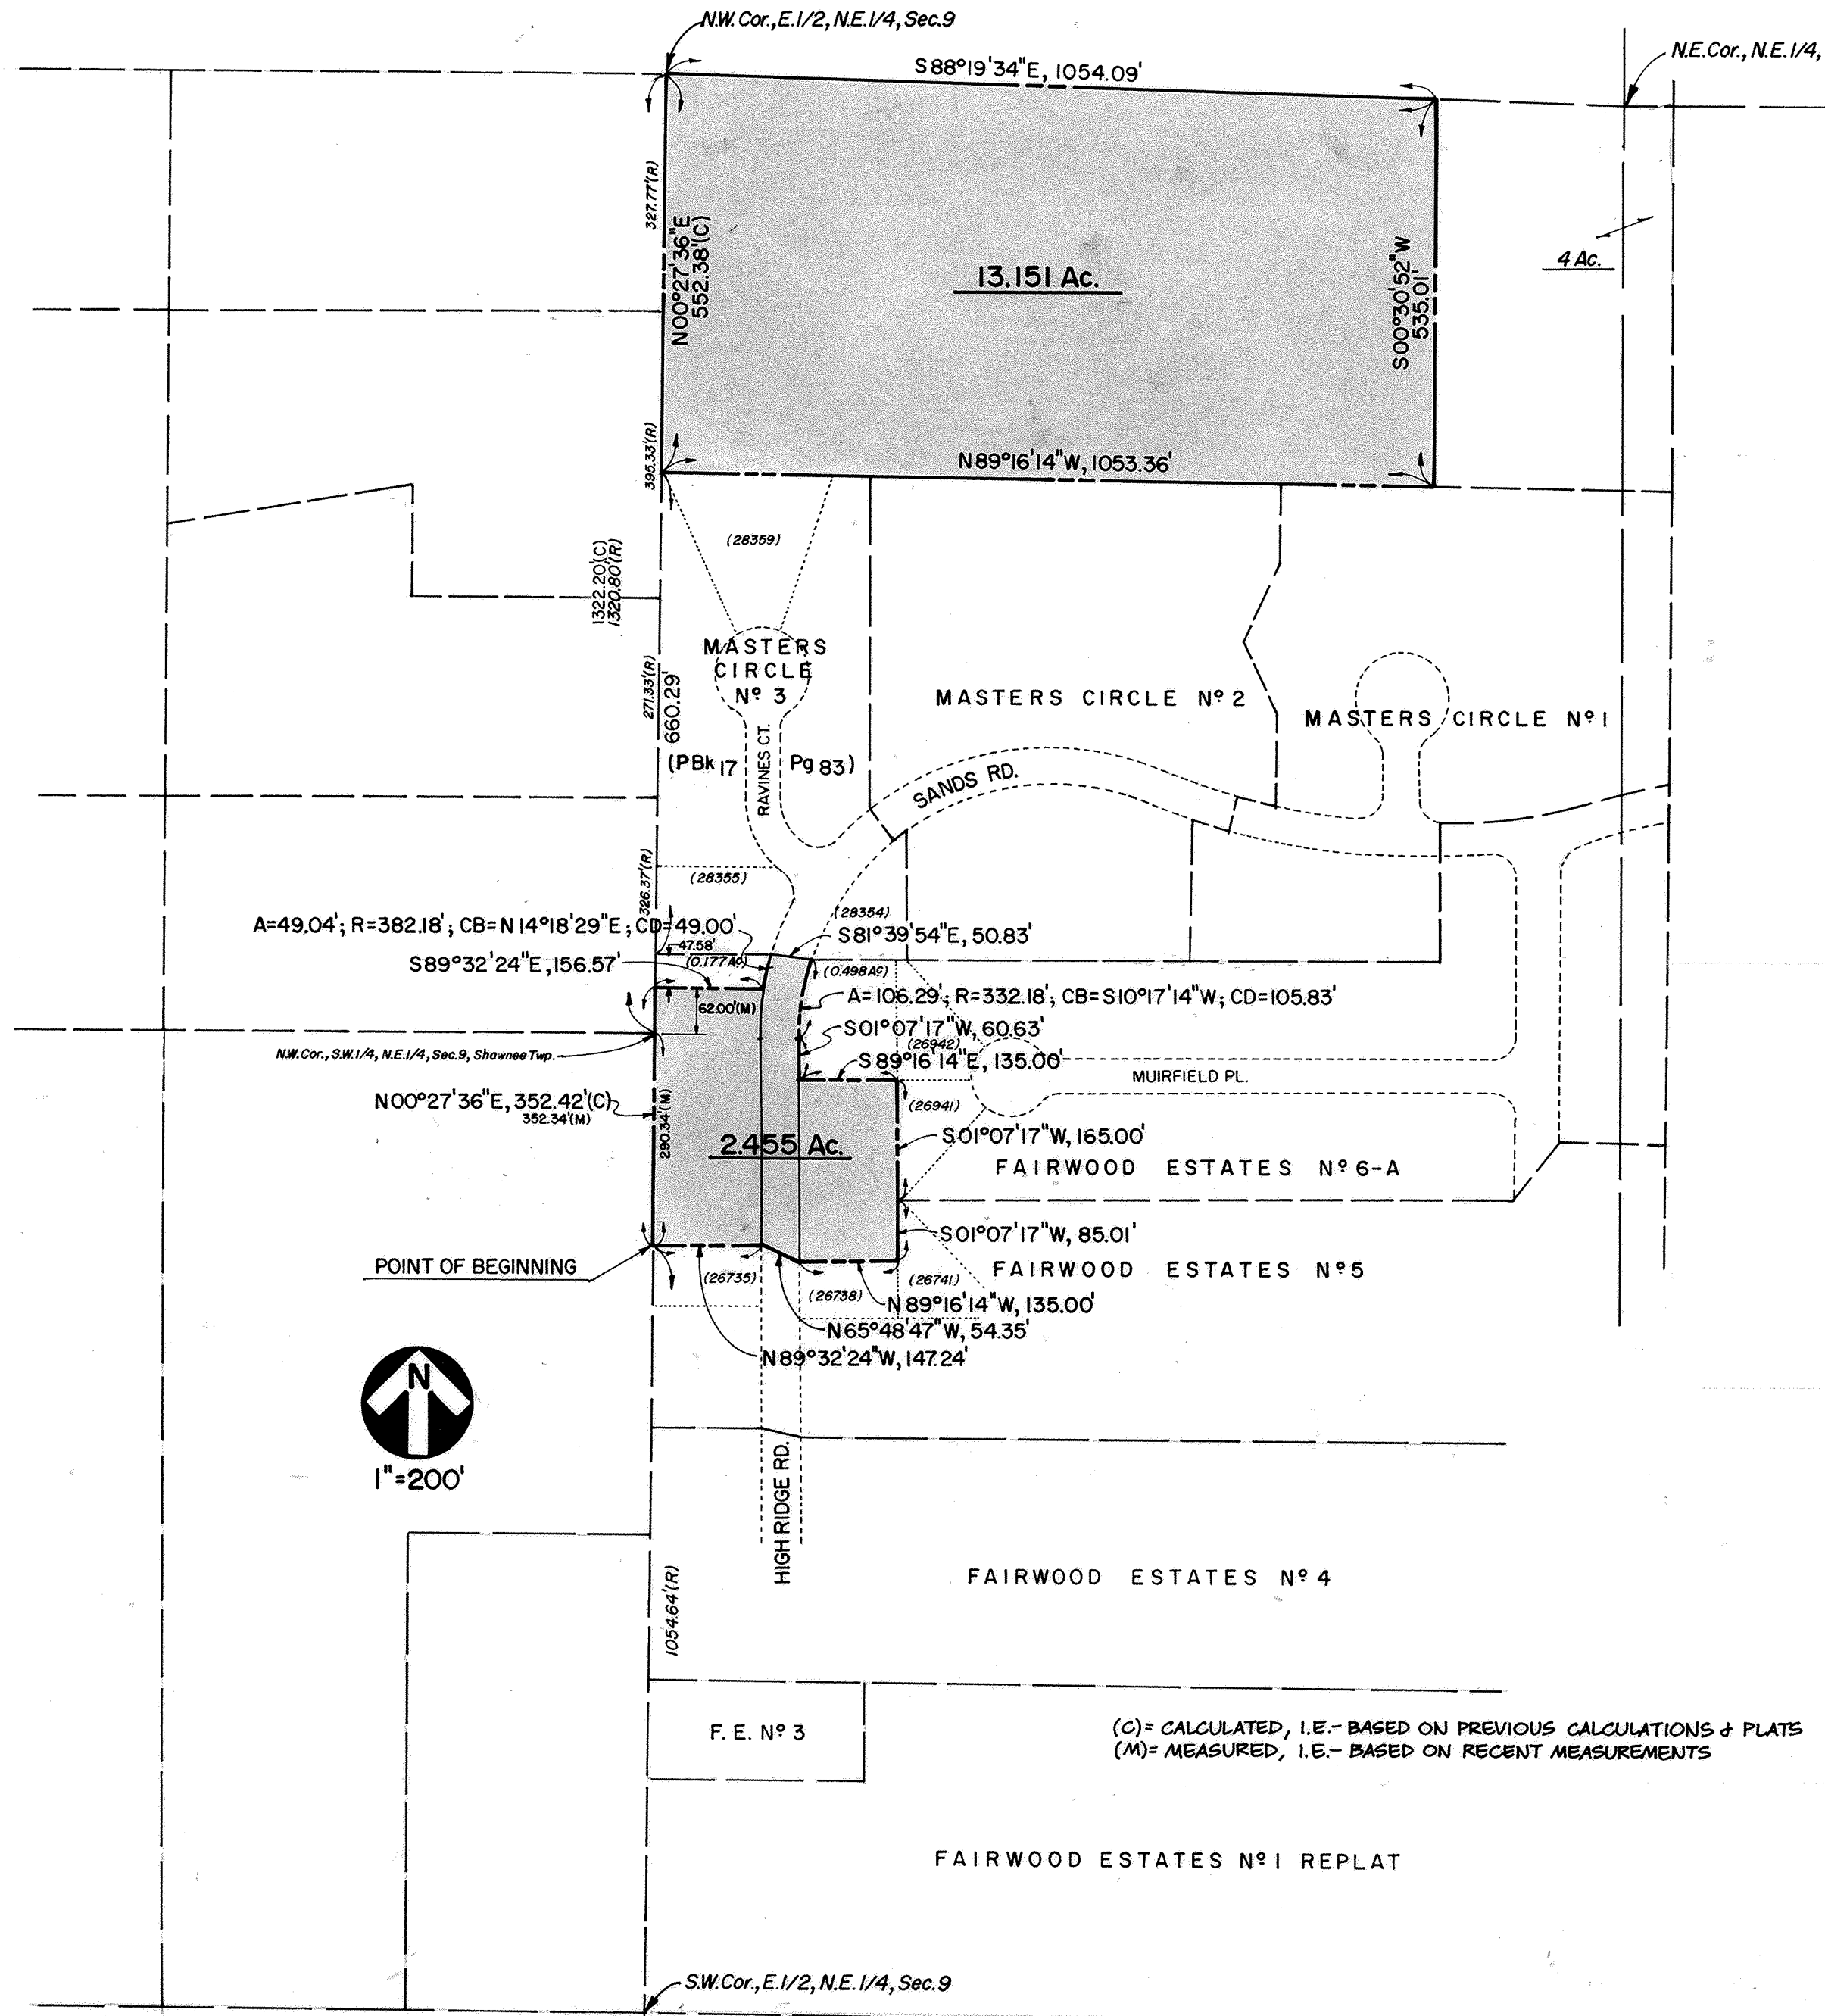 N.W. Cor., E.1/2, N.E.1/4, Sec.9
N.E.Cor., N.E.1/4,
S88°19'34"E, 1054.09'
327.77'(R)
N00°27'36"E
552.38'(C)
13.151 Ac.
S00°30'52"W
535.01'
4 Ac.
395.33'(R)
N89°16'14"W, 1053.36'
(28359)
1322.20'(C)
1320.80'(R)
MASTERS
CIRCLE
Nº 3
271.33'(R)
660.29'
MASTERS CIRCLE Nº 2
MASTERS CIRCLE Nº 1
(PBk 17 Pg 83)
RAVINES CT.
SANDS RD.
326.37'(R)
(28355)
(28354)
A=49.04'; R=382.18'; CB=N14°18'29"E; CD=49.00'
S81°39'54"E, 50.83'
47.58'
(0.177Ac)
S89°32'24"E, 156.57'
(0.498Ac)
A=106.29'; R=332.18'; CB=S10°17'14"W; CD=105.83'
62.00'(M)
S01°07'17"W, 60.63'
(26942)
N.W. Cor., S.W.1/4, N.E.1/4, Sec.9, Shawnee Twp.
S89°16'14"E, 135.00'
MUIRFIELD PL.
N00°27'36"E, 352.42'(C)
352.34'(M)
290.34'(M)
(26941)
2.455 Ac.
S01°07'17"W, 165.00'
FAIRWOOD ESTATES Nº 6-A
S01°07'17"W, 85.01'
POINT OF BEGINNING
FAIRWOOD ESTATES Nº 5
(26735)
(26738)
(26741)
N89°16'14"W, 135.00'
N65°48'47"W, 54.35'
N89°32'24"W, 147.24'
N
1"=200'
HIGH RIDGE RD.
1054.64'(R)
FAIRWOOD ESTATES Nº 4
F. E. Nº 3
(C)= CALCULATED, I.E.- BASED ON PREVIOUS CALCULATIONS & PLATS
(M)= MEASURED, I.E.- BASED ON RECENT MEASUREMENTS
FAIRWOOD ESTATES Nº 1 REPLAT
S.W.Cor., E.1/2, N.E.1/4, Sec.9